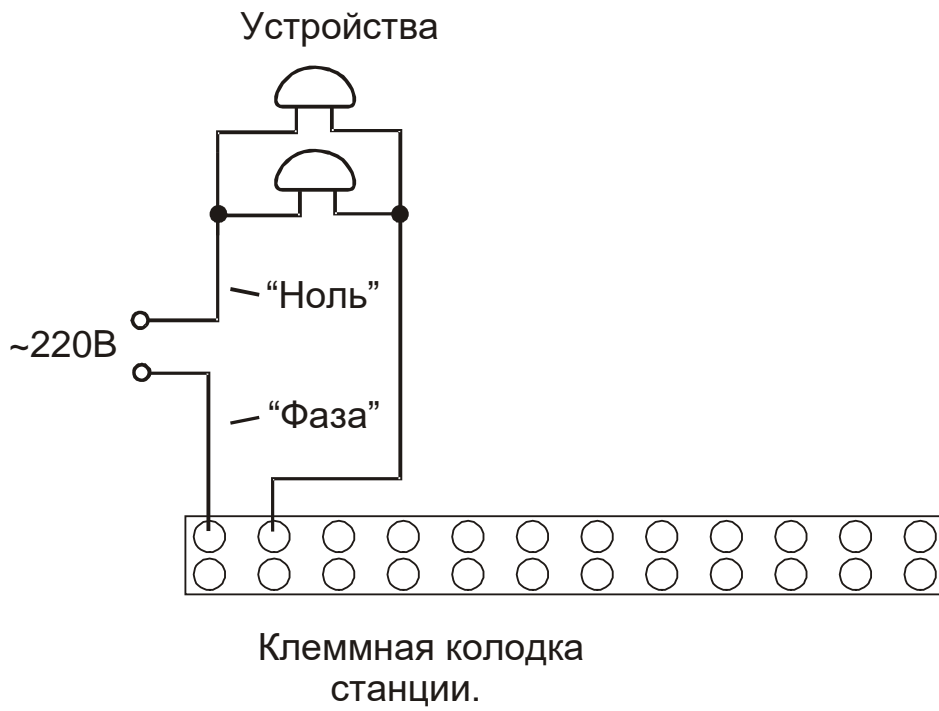 Устройства
“Ноль”
~220В
“Фаза”
Клеммная колодка
станции.